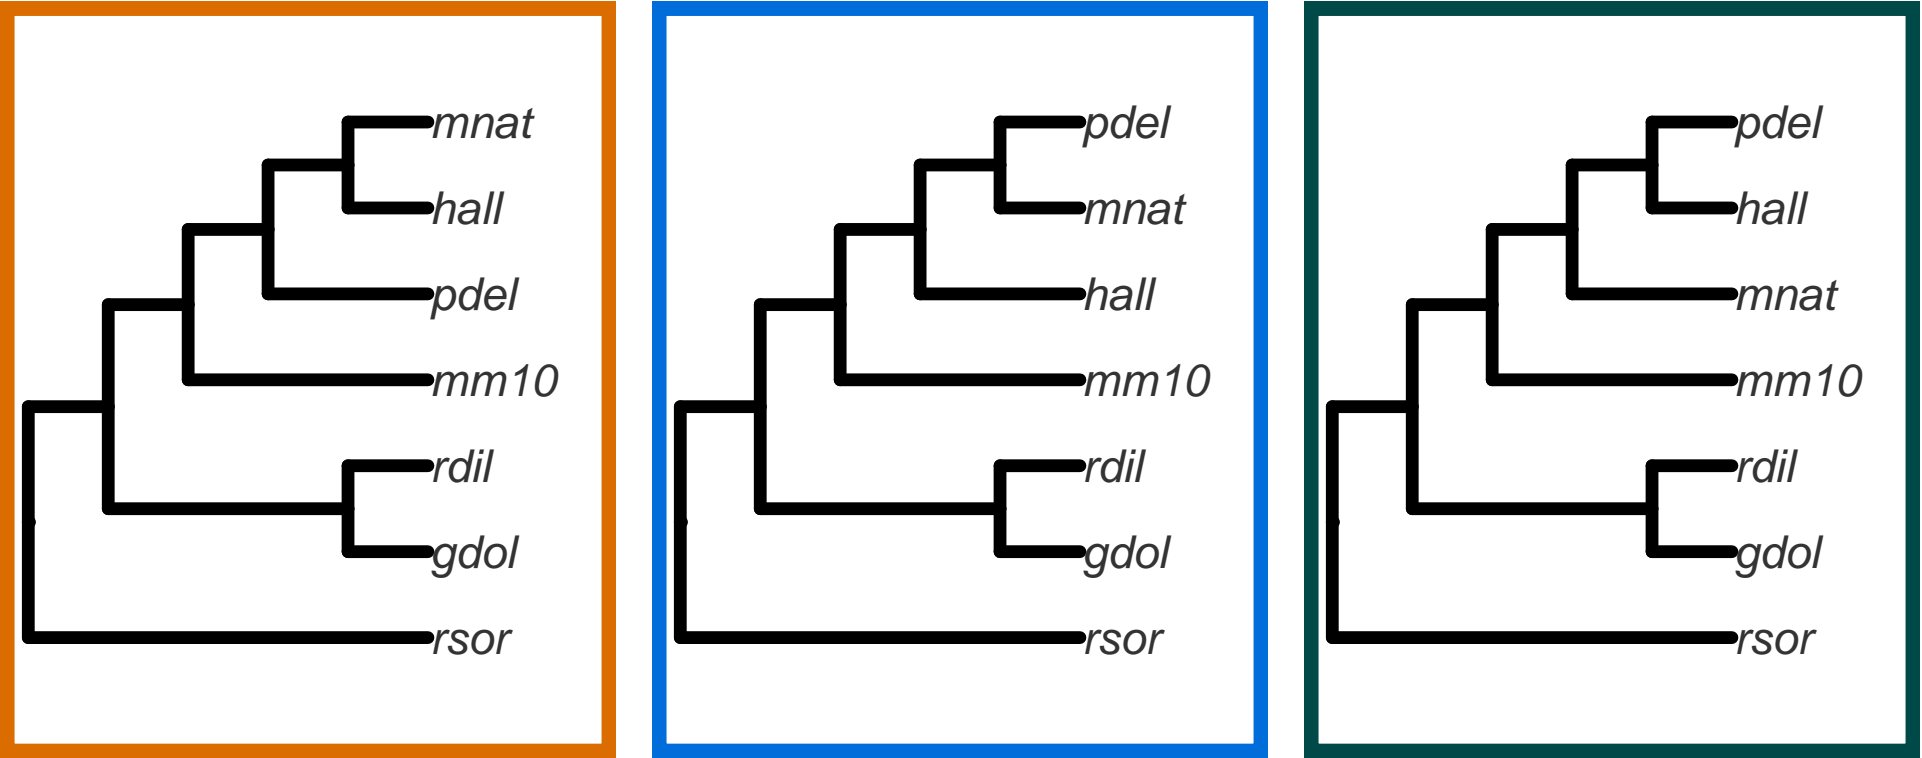 mnat
hall
pdel
mm10
rdil
gdol
rsor
pdel
mnat
hall
mm10
rdil
gdol
rsor
pdel
hall
mnat
mm10
rdil
gdol
rsor